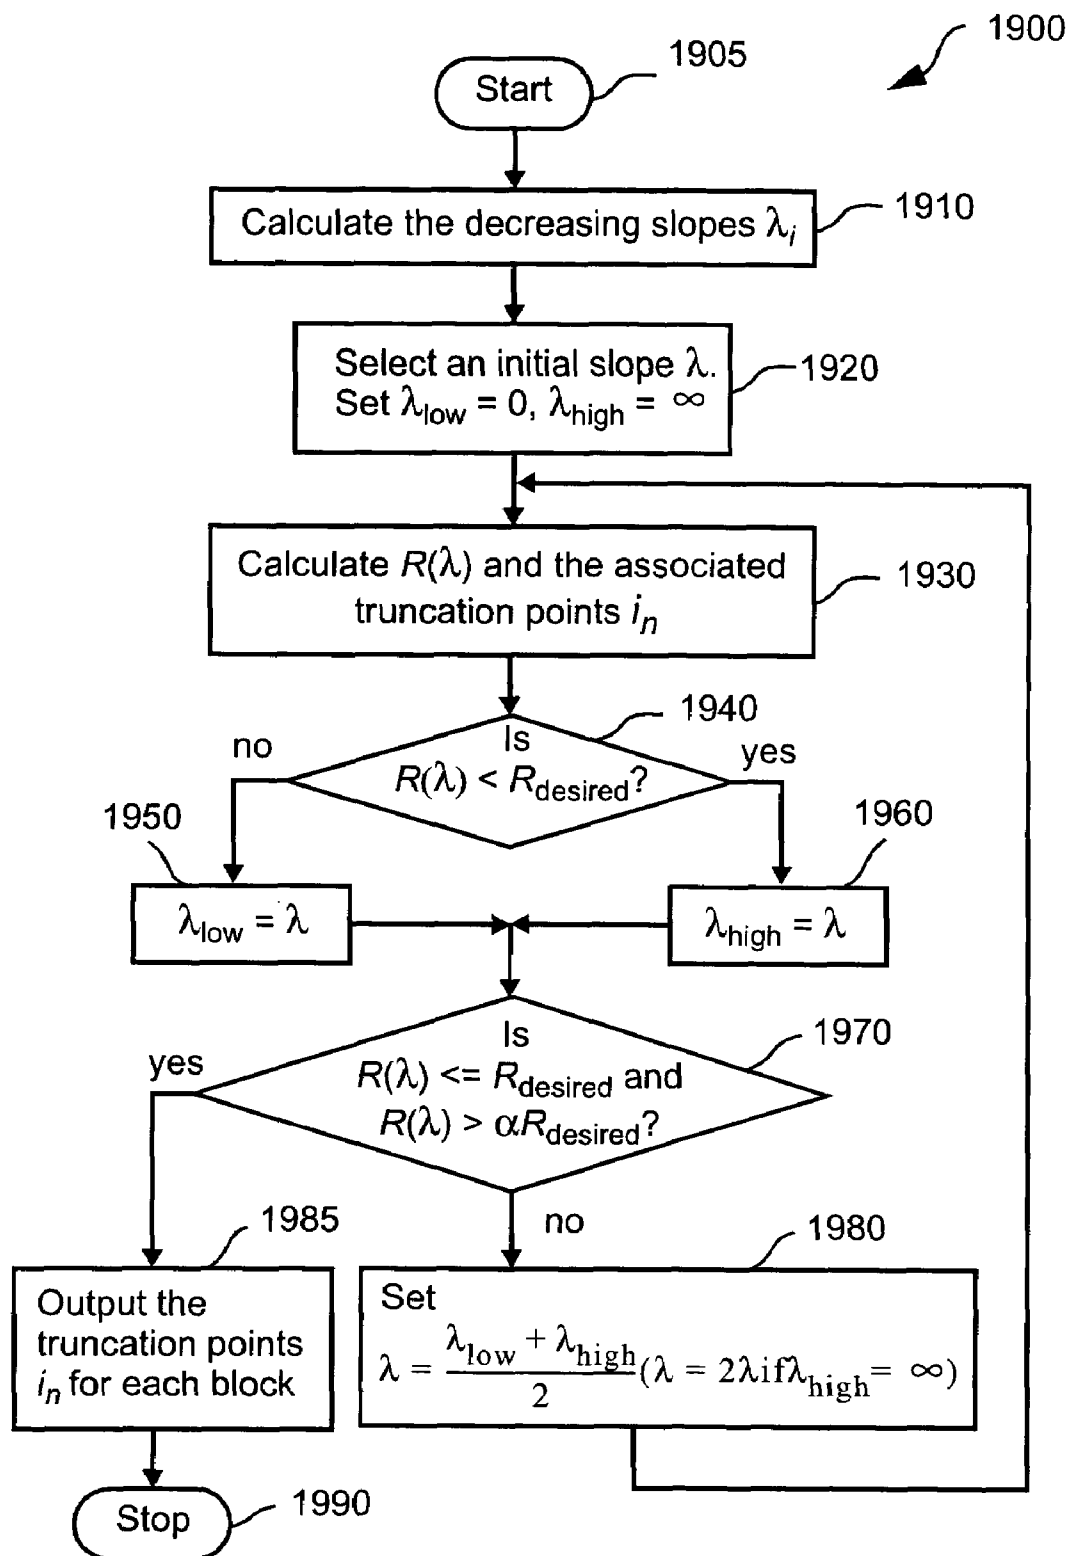 1900
Start
1905
Calculate the decreasing slopes λi
1910
Select an initial slope λ.
Set λlow = 0, λhigh = ∞
1920
Calculate R(λ) and the associated
truncation points in
1930
1940
Is
R(λ) < Rdesired?
no
yes
1950
1960
λlow = λ
λhigh = λ
1970
Is
R(λ) <= Rdesired and
R(λ) > αRdesired?
yes
no
1985
1980
Output the
truncation points
in for each block
Set
λ = λlow + λhigh / 2 (λ = 2λifλhigh= ∞)
Stop
1990